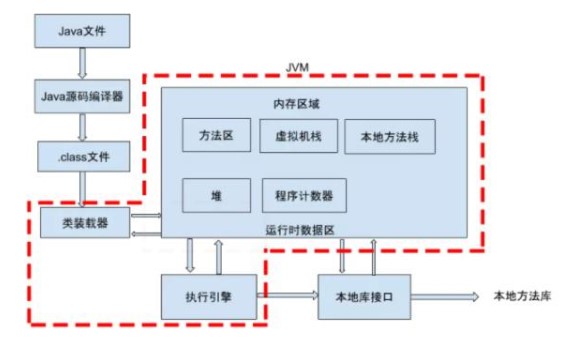 Java文件
JVM
Java源码编译器
内存区域
方法区
虚拟机栈
本地方法栈
.class文件
堆
程序计数器
类装载器
运行时数据区
执行引擎
本地库接口
本地方法库